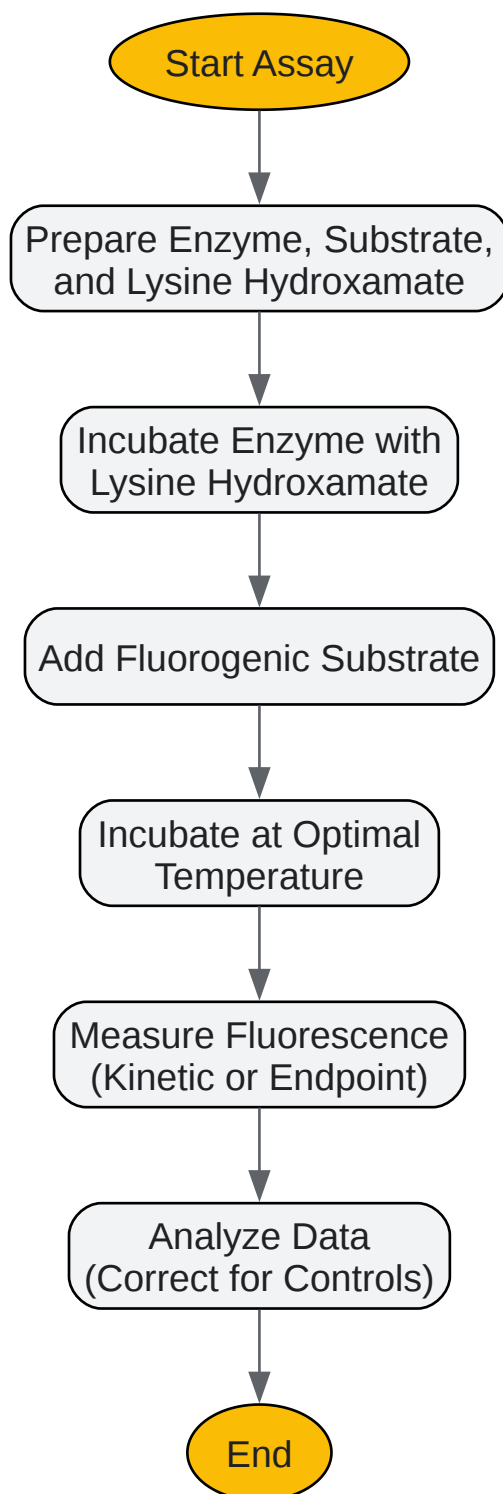 Start Assay
Prepare Enzyme, Substrate,
and Lysine Hydroxamate
Incubate Enzyme with
Lysine Hydroxamate
Add Fluorogenic Substrate
Incubate at Optimal
Temperature
Measure Fluorescence
(Kinetic or Endpoint)
Analyze Data
(Correct for Controls)
End